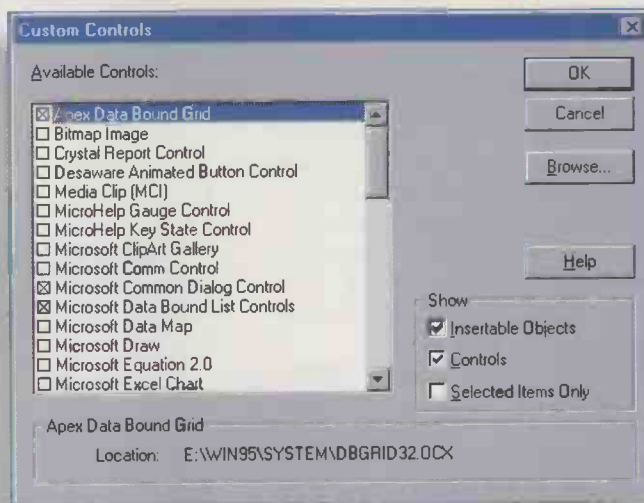 Custom Controls
Available Controls:
Apex Data Bound Grid
Bitmap Image
Crystal Report Control
Desaware Animated Button Control
Media Clip (MCI)
MicroHelp Gauge Control
MicroHelp Key State Control
Microsoft ClipArt Gallery
Microsoft Comm Control
Microsoft Common Dialog Control
Microsoft Data Bound List Controls
Microsoft Data Map
Microsoft Draw
Microsoft Equation 2.0
Microsoft Excel Chart
OK
Cancel
Browse...
Help
Show
Insertable Objects
Controls
Selected Items Only
Apex Data Bound Grid
Location: E:\WIN95\SYSTEM\DBGRID32.OCX